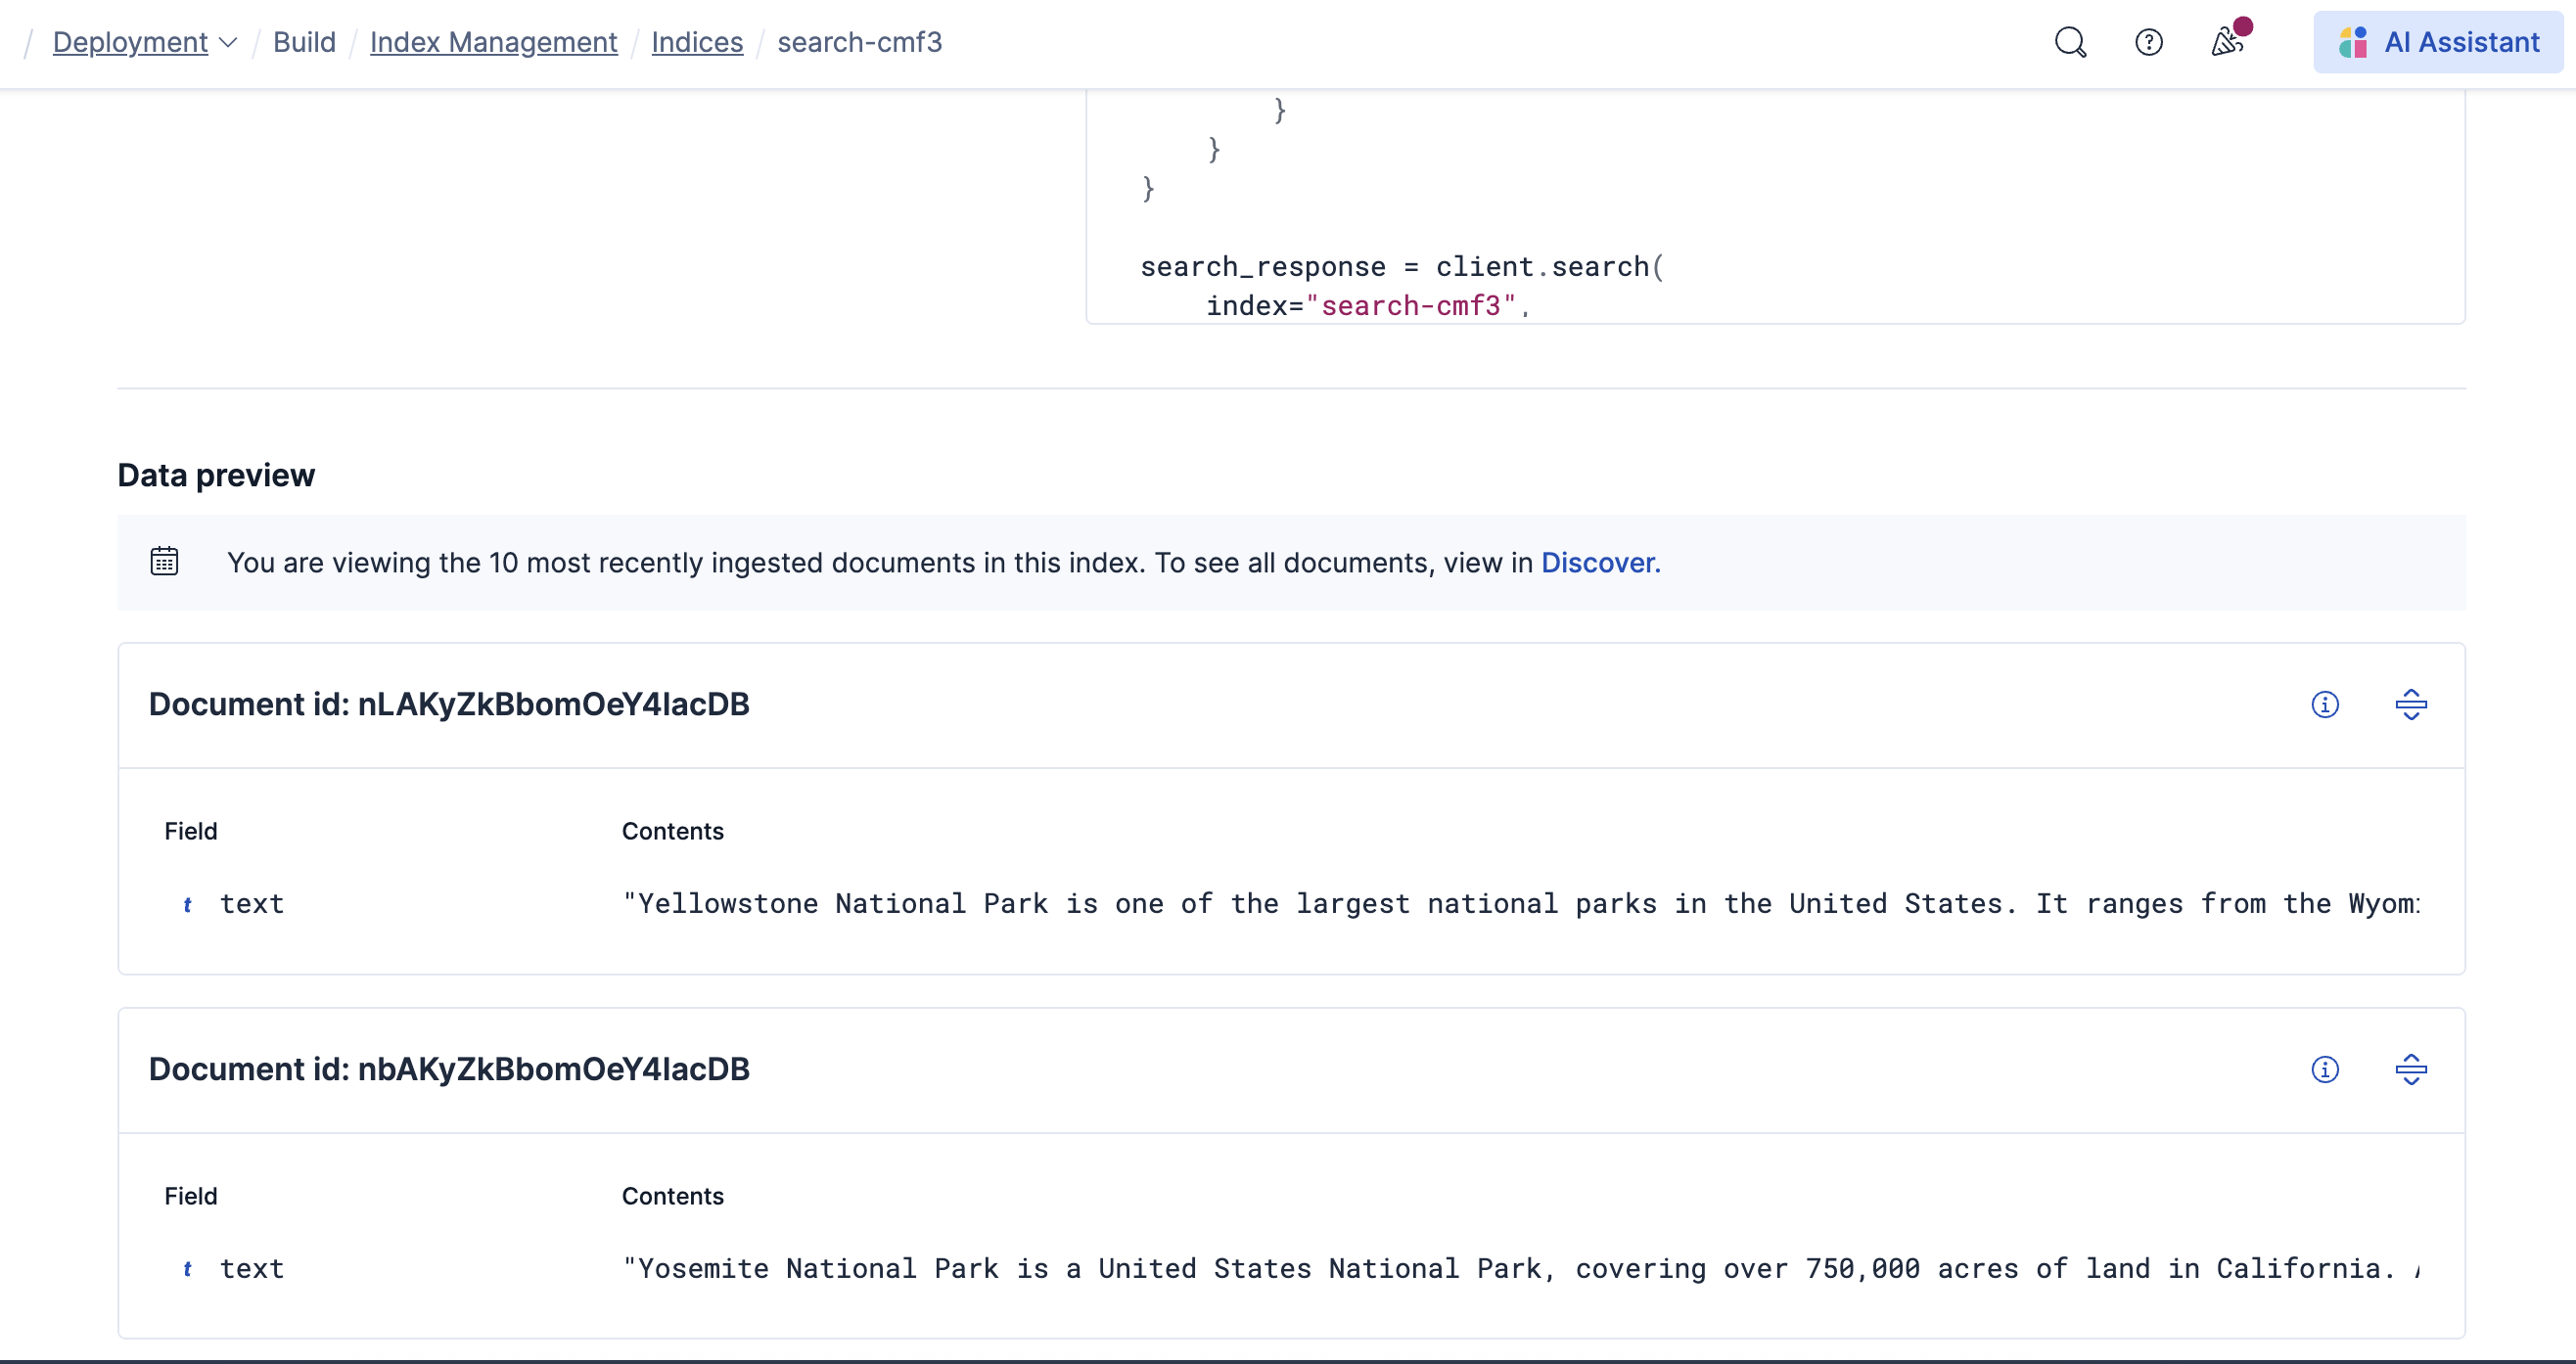 / Deployment / Build / Index Management / Indices / search-cmf3
AI Assistant
}
}
}
search_response = client.search(
index="search-cmf3",
Data preview
You are viewing the 10 most recently ingested documents in this index. To see all documents, view in Discover.
Document id: nLAKyZkBbomOeY4IacDB
Field Contents
t text "Yellowstone National Park is one of the largest national parks in the United States. It ranges from the Wyom
Document id: nbAKyZkBbomOeY4IacDB
Field Contents
t text "Yosemite National Park is a United States National Park, covering over 750,000 acres of land in California.